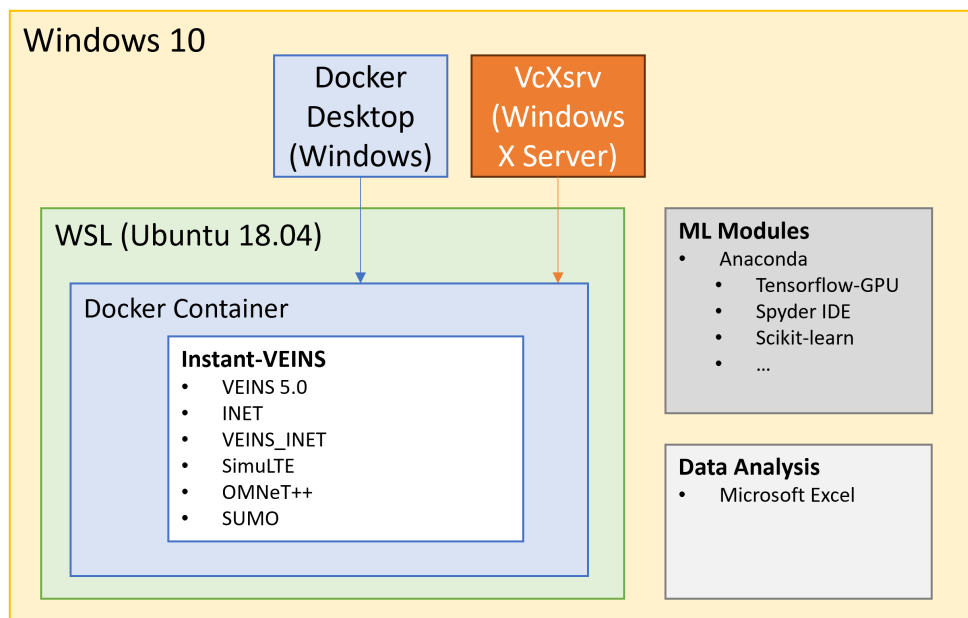 Windows 10
Docker
Desktop
(Windows)
VcXsrv
(Windows
X Server)
WSL (Ubuntu 18.04)
Docker Container
Instant-VEINS
• VEINS 5.0
• INET
• VEINS_INET
• SimuLTE
• OMNeT++
• SUMO
ML Modules
• Anaconda
• Tensorflow-GPU
• Spyder IDE
• Scikit-learn
• ...
Data Analysis
• Microsoft Excel